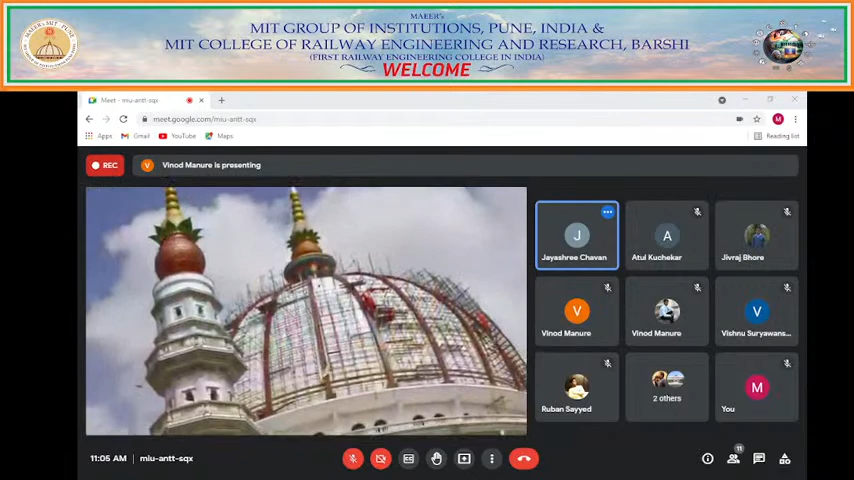 MAEER's
MIT GROUP OF INSTITUTIONS, PUNE, INDIA &
MIT COLLEGE OF RAILWAY ENGINEERING AND RESEARCH, BARSHI
(FIRST RAILWAY ENGINEERING COLLEGE IN INDIA)
WELCOME
Meet - miu-antt-sqx
meet.google.com/miu-antt-sqx
M
Apps Gmail YouTube Maps Reading list
REC V Vinod Manure is presenting
J A
Jayashree Chavan Atul Kuchekar Jivraj Bhore
V V
Vinod Manure Vinod Manure Vishnu Suryawans...
M
Ruban Sayyed 2 others You
11:05 AM | miu-antt-sqx 11